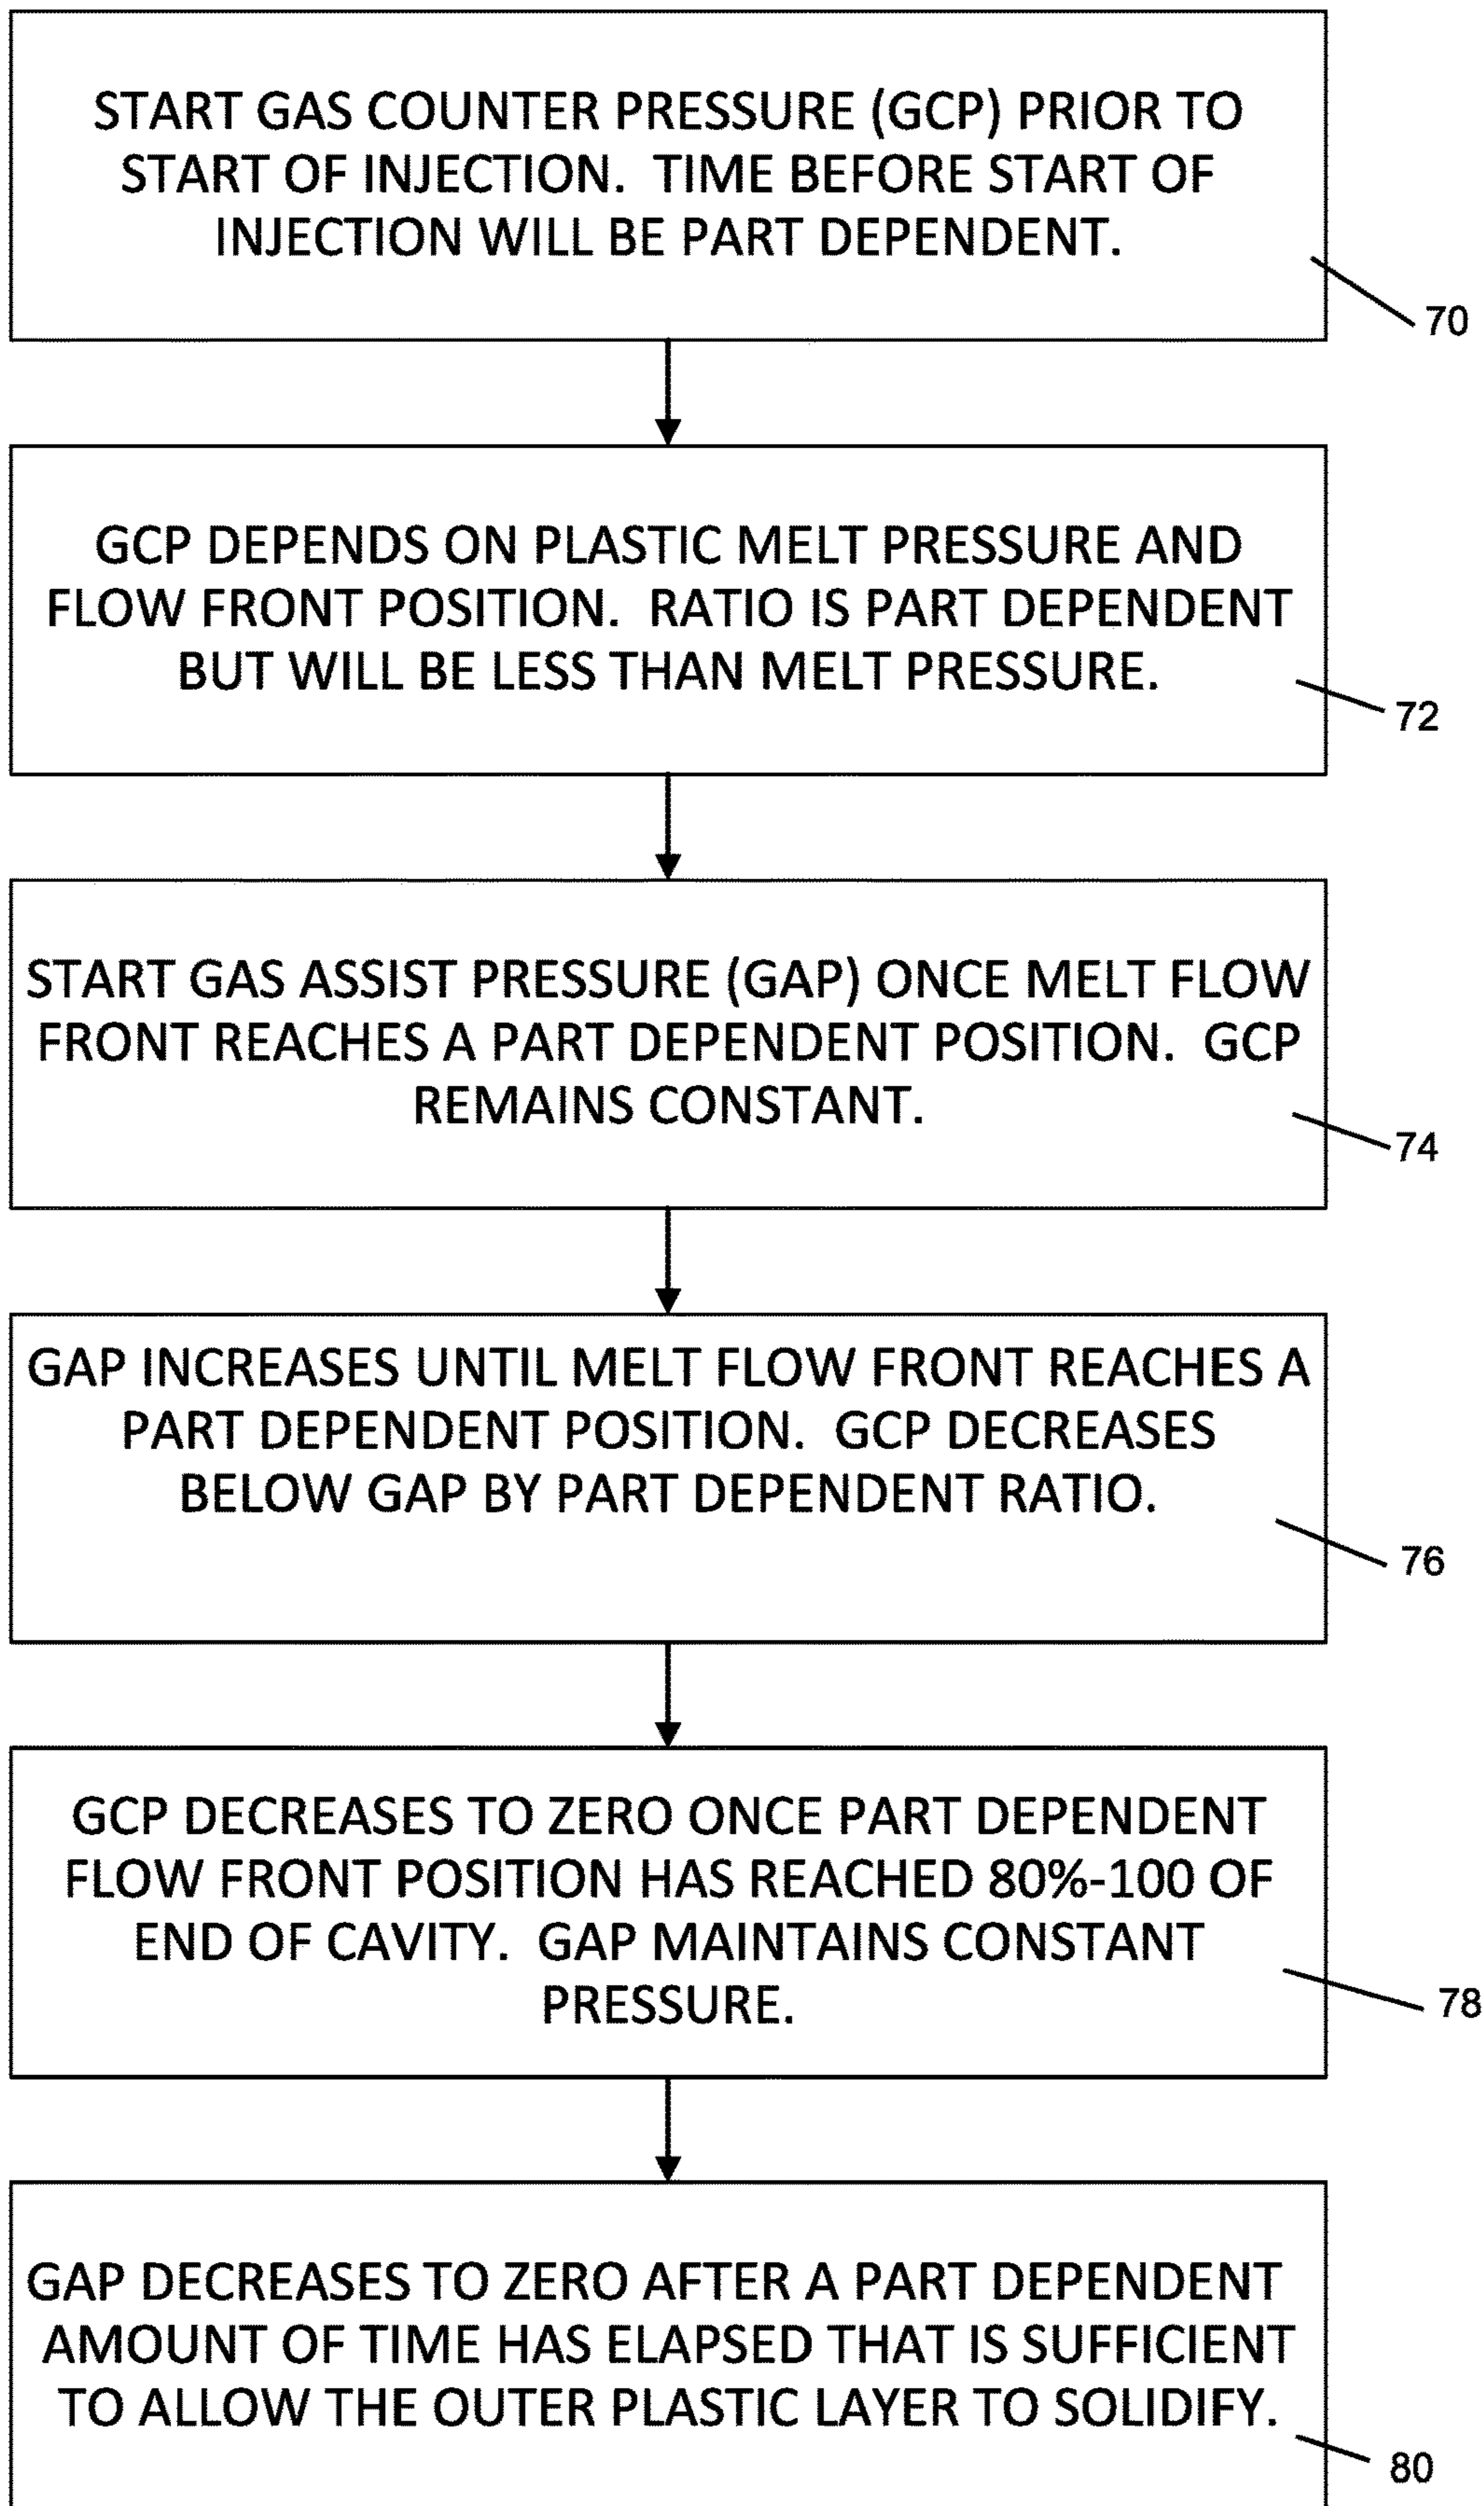 START GAS COUNTER PRESSURE (GCP) PRIOR TO
START OF INJECTION. TIME BEFORE START OF
INJECTION WILL BE PART DEPENDENT.
70
GCP DEPENDS ON PLASTIC MELT PRESSURE AND
FLOW FRONT POSITION. RATIO IS PART DEPENDENT
BUT WILL BE LESS THAN MELT PRESSURE.
72
START GAS ASSIST PRESSURE (GAP) ONCE MELT FLOW
FRONT REACHES A PART DEPENDENT POSITION. GCP
REMAINS CONSTANT.
74
GAP INCREASES UNTIL MELT FLOW FRONT REACHES A
PART DEPENDENT POSITION. GCP DECREASES
BELOW GAP BY PART DEPENDENT RATIO.
76
GCP DECREASES TO ZERO ONCE PART DEPENDENT
FLOW FRONT POSITION HAS REACHED 80%-100 OF
END OF CAVITY. GAP MAINTAINS CONSTANT
PRESSURE.
78
GAP DECREASES TO ZERO AFTER A PART DEPENDENT
AMOUNT OF TIME HAS ELAPSED THAT IS SUFFICIENT
TO ALLOW THE OUTER PLASTIC LAYER TO SOLIDIFY.
80